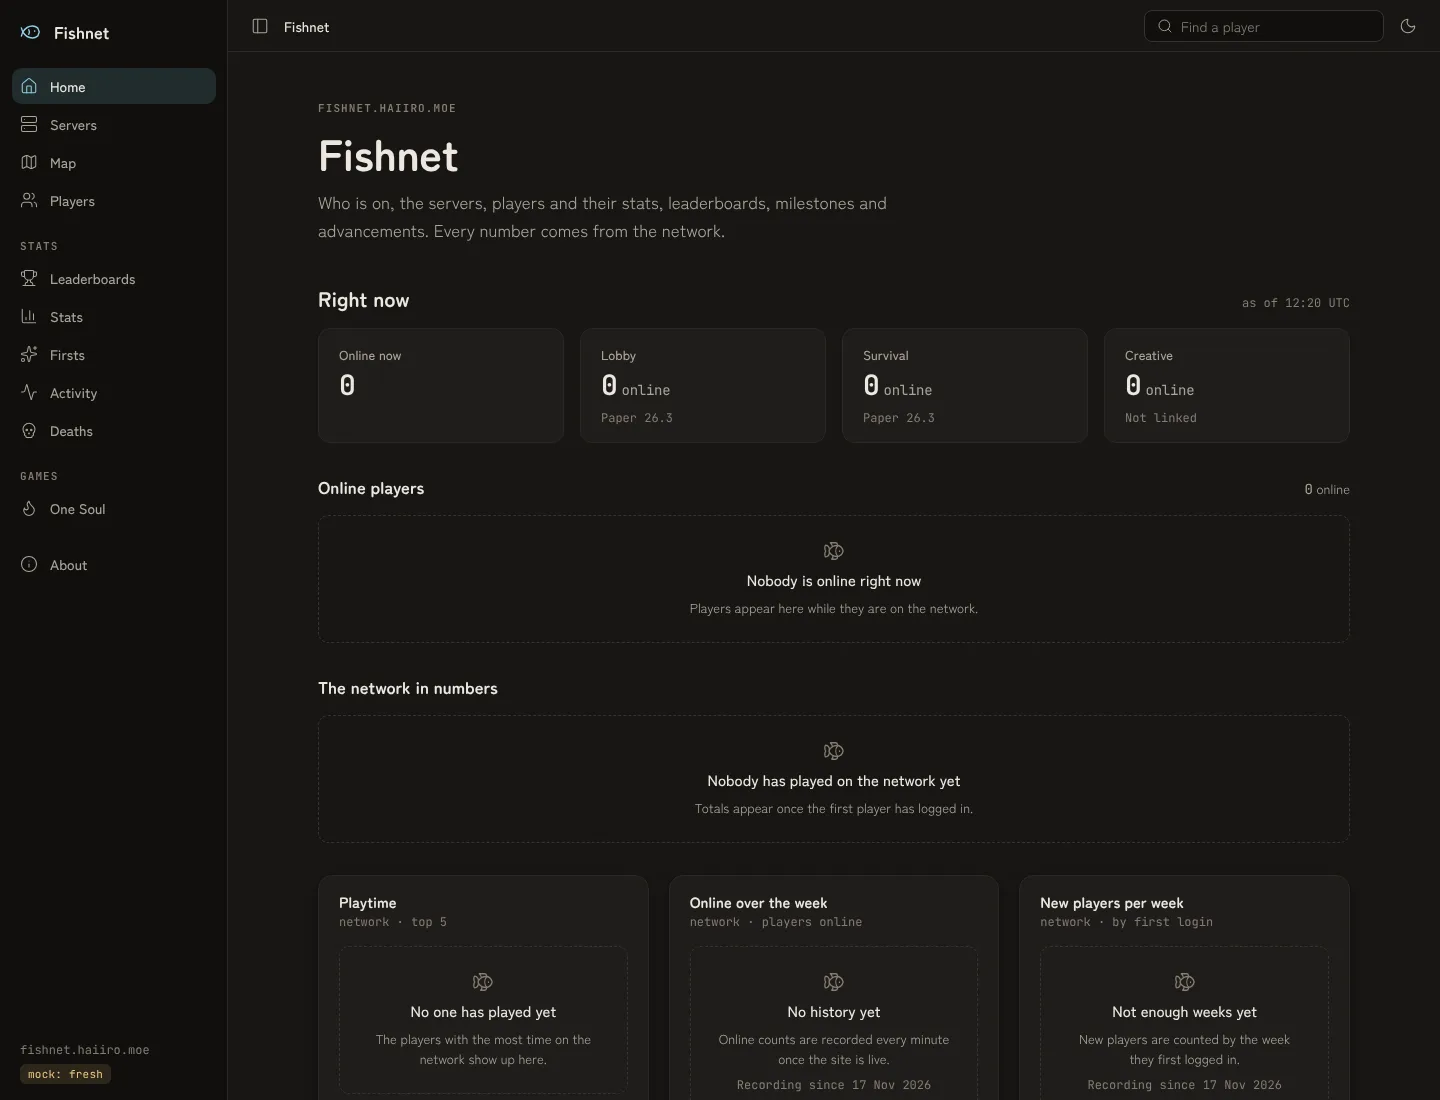 Fishnet
Fishnet
Find a player
Home
Servers
Map
Players
STATS
Leaderboards
Stats
Firsts
Activity
Deaths
GAMES
One Soul
About
fishnet.haiiro.moe
mock: fresh
FISHNET.HAIIRO.MOE
Fishnet
Who is on, the servers, players and their stats, leaderboards, milestones and
advancements. Every number comes from the network.
Right now
as of 12:20 UTC
Online now
0
Lobby
0 online
Paper 26.3
Survival
0 online
Paper 26.3
Creative
0 online
Not linked
Online players
0 online
Nobody is online right now
Players appear here while they are on the network.
The network in numbers
Nobody has played on the network yet
Totals appear once the first player has logged in.
Playtime
network · top 5
No one has played yet
The players with the most time on the
network show up here.
Online over the week
network · players online
No history yet
Online counts are recorded every minute
once the site is live.
Recording since 17 Nov 2026
New players per week
network · by first login
Not enough weeks yet
New players are counted by the week
they first logged in.
Recording since 17 Nov 2026